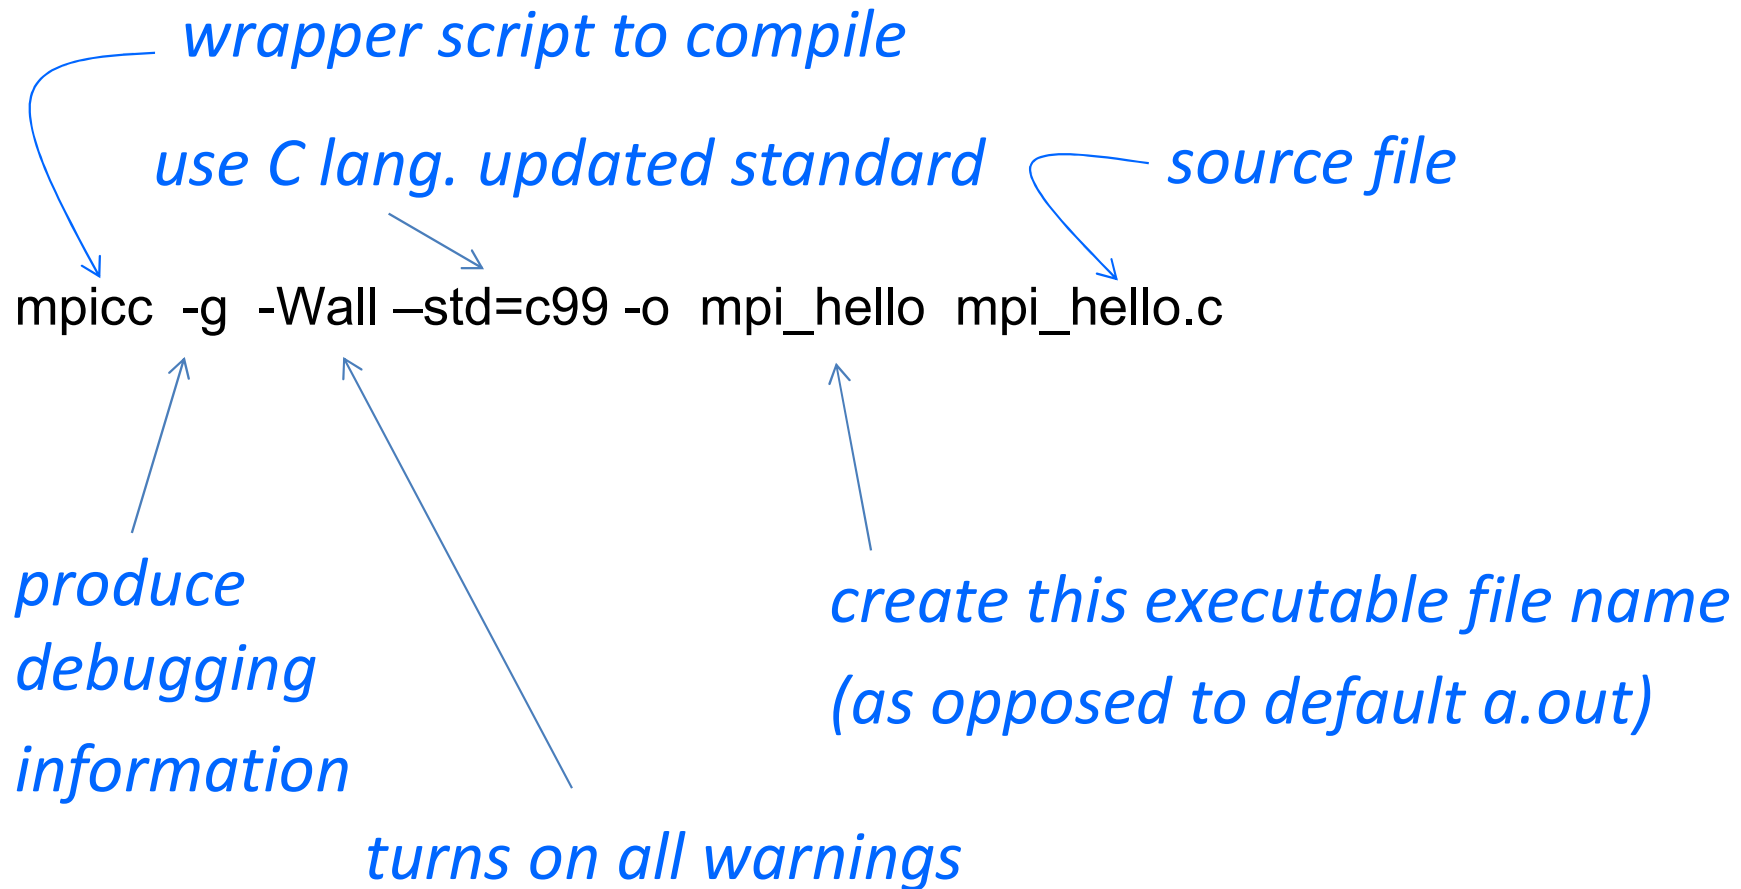 wrapper script to compile
use C lang. updated standard
source file
mpicc -g -Wall –std=c99 -o mpi_hello mpi_hello.c
produce
debugging
information
create this executable file name
(as opposed to default a.out)
turns on all warnings